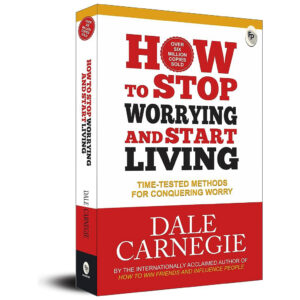 HOW
OVER
SIX
MILLION
COPIES
SOLD
TO STOP
WORRYING
AND START
LIVING
TIME-TESTED METHODS
FOR CONQUERING WORRY
DALE
CARNEGIE
BY THE INTERNATIONALLY ACCLAIMED AUTHOR OF
HOW TO WIN FRIENDS AND INFLUENCE PEOPLE
HOW TO STOP WORRYING
AND START LIVING
DALE CARNEGIE